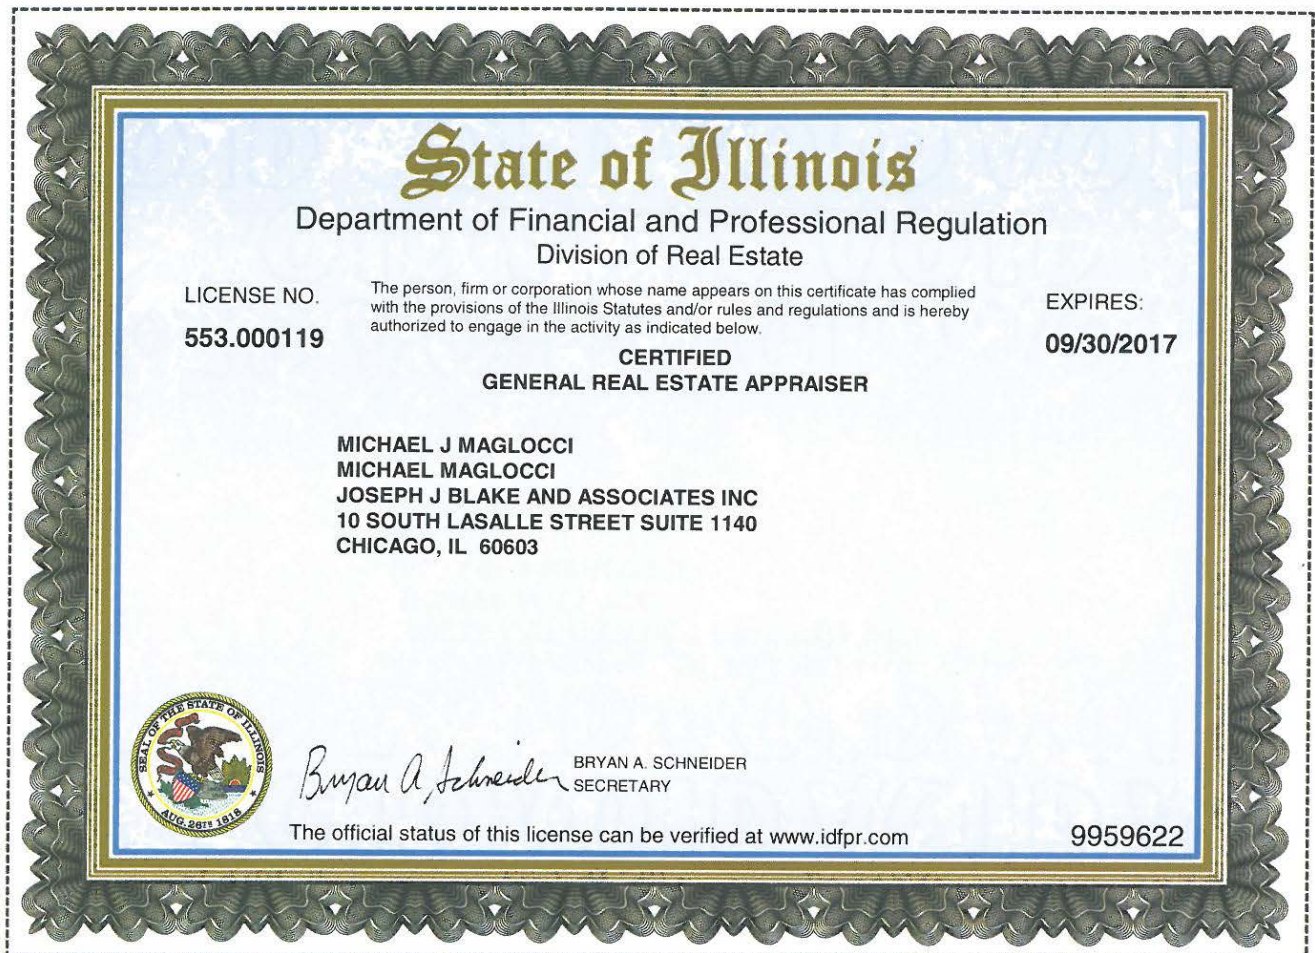 State of Illinois
Department of Financial and Professional Regulation
Division of Real Estate
LICENSE NO.
553.000119
The person, firm or corporation whose name appears on this certificate has complied
with the provisions of the Illinois Statutes and/or rules and regulations and is hereby
authorized to engage in the activity as indicated below.
EXPIRES:
09/30/2017
CERTIFIED
GENERAL REAL ESTATE APPRAISER
MICHAEL J MAGLOCCI
MICHAEL MAGLOCCI
JOSEPH J BLAKE AND ASSOCIATES INC
10 SOUTH LASALLE STREET SUITE 1140
CHICAGO, IL 60603
SEAL OF THE STATE OF ILLINOIS
AUG. 26TH 1818
Bryan A. Schneider
BRYAN A. SCHNEIDER
SECRETARY
The official status of this license can be verified at www.idfpr.com
9959622